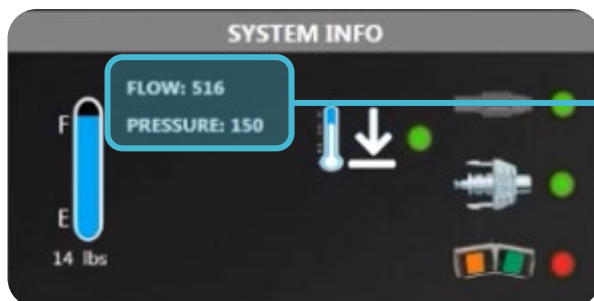 SYSTEM INFO
FLOW: 516
PRESSURE: 150
F
E
14 lbs